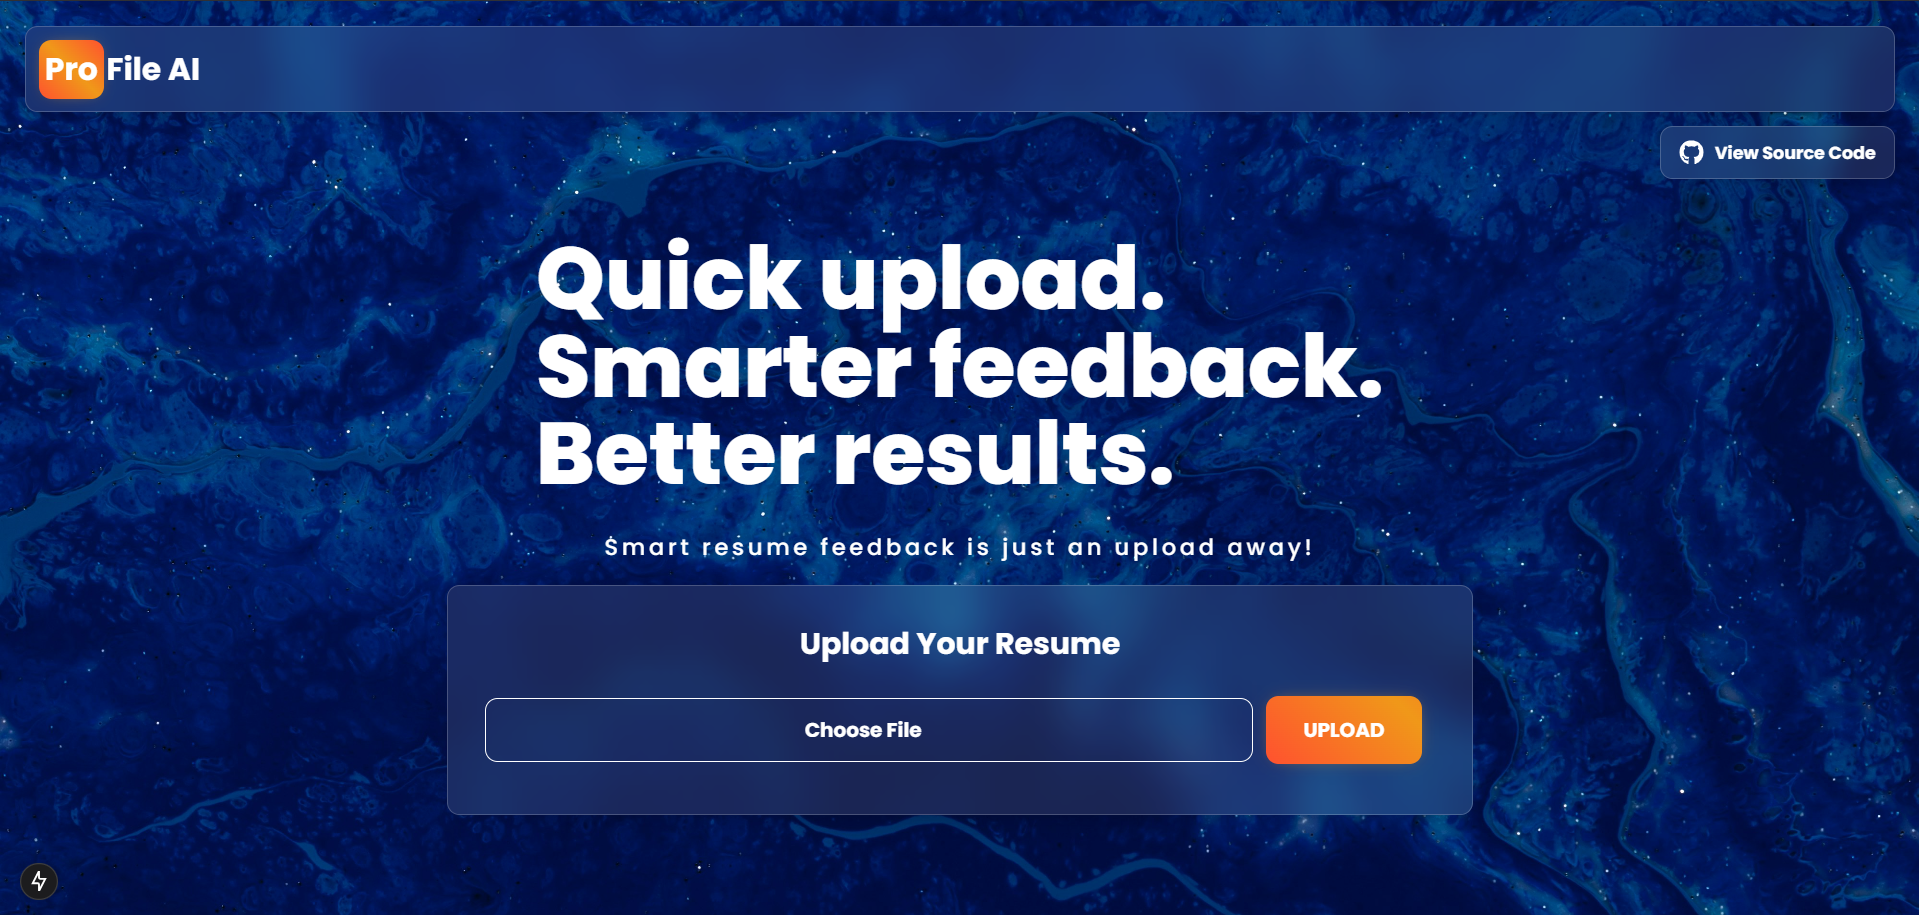 Pro File AI
View Source Code
Quick upload.
Smarter feedback.
Better results.
Smart resume feedback is just an upload away!
Upload Your Resume
Choose File
UPLOAD